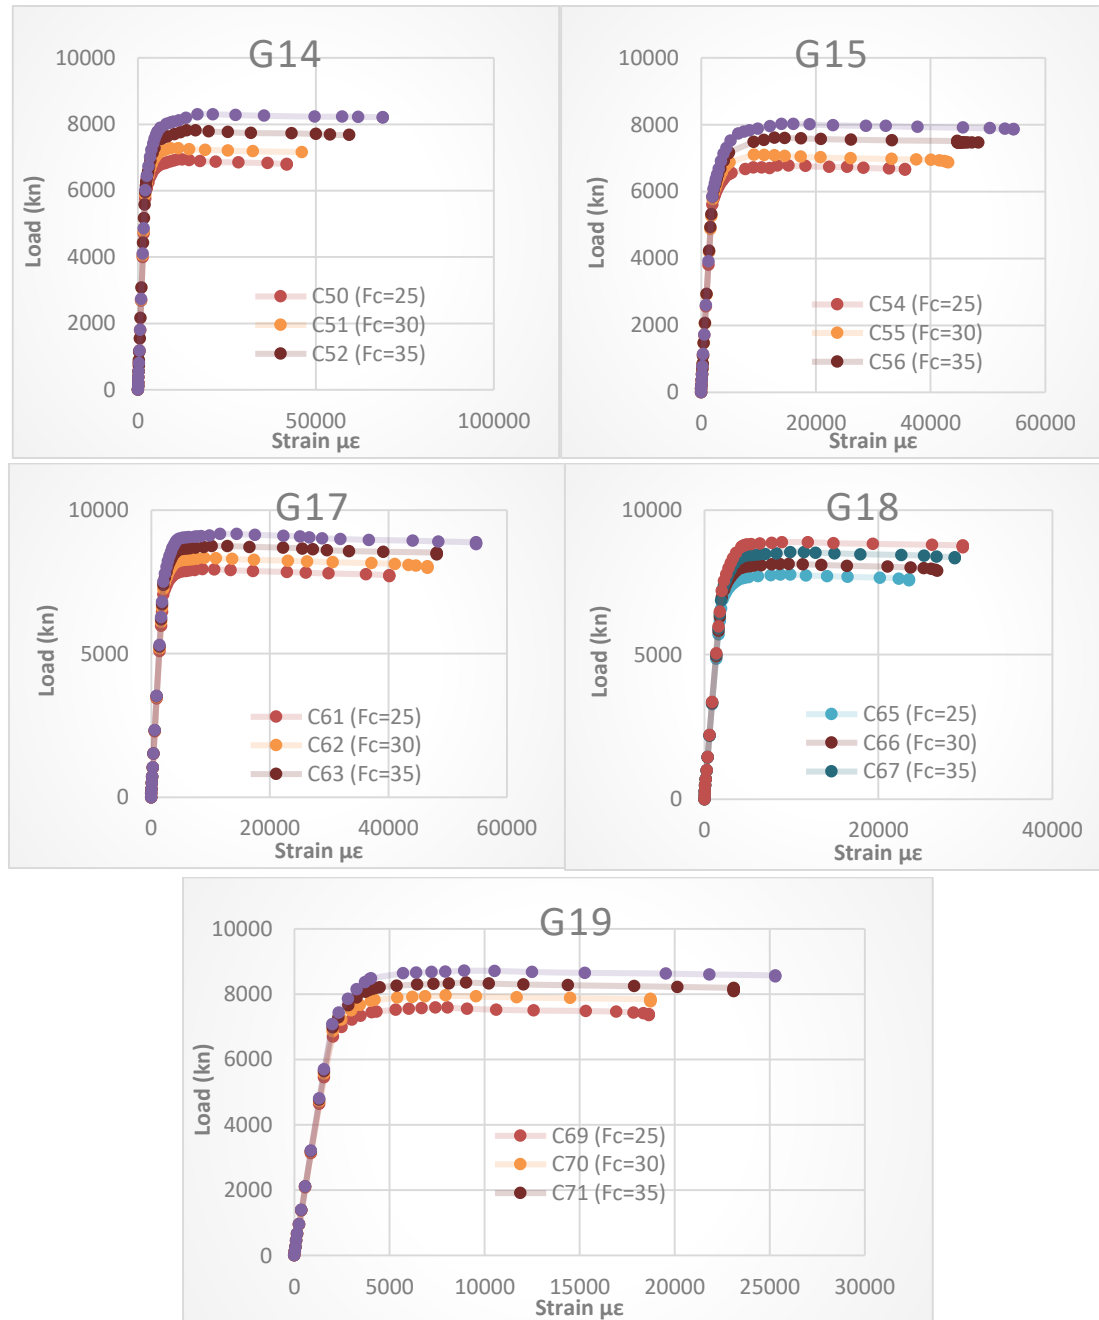 G14
10000
8000
6000
4000
2000
0
Load (kn)
C50 (Fc=25)
C51 (Fc=30)
C52 (Fc=35)
0 50000 100000
Strain με
G15
10000
8000
6000
4000
2000
0
Load (kn)
C54 (Fc=25)
C55 (Fc=30)
C56 (Fc=35)
0 20000 40000 60000
Strain με
G17
10000
5000
0
Load (kn)
C61 (Fc=25)
C62 (Fc=30)
C63 (Fc=35)
0 20000 40000 60000
Strain με
G18
10000
5000
0
Load (kn)
C65 (Fc=25)
C66 (Fc=30)
C67 (Fc=35)
0 20000 40000
Strain με
G19
10000
8000
6000
4000
2000
0
Load (kn)
C69 (Fc=25)
C70 (Fc=30)
C71 (Fc=35)
0 5000 10000 15000 20000 25000 30000
Strain με